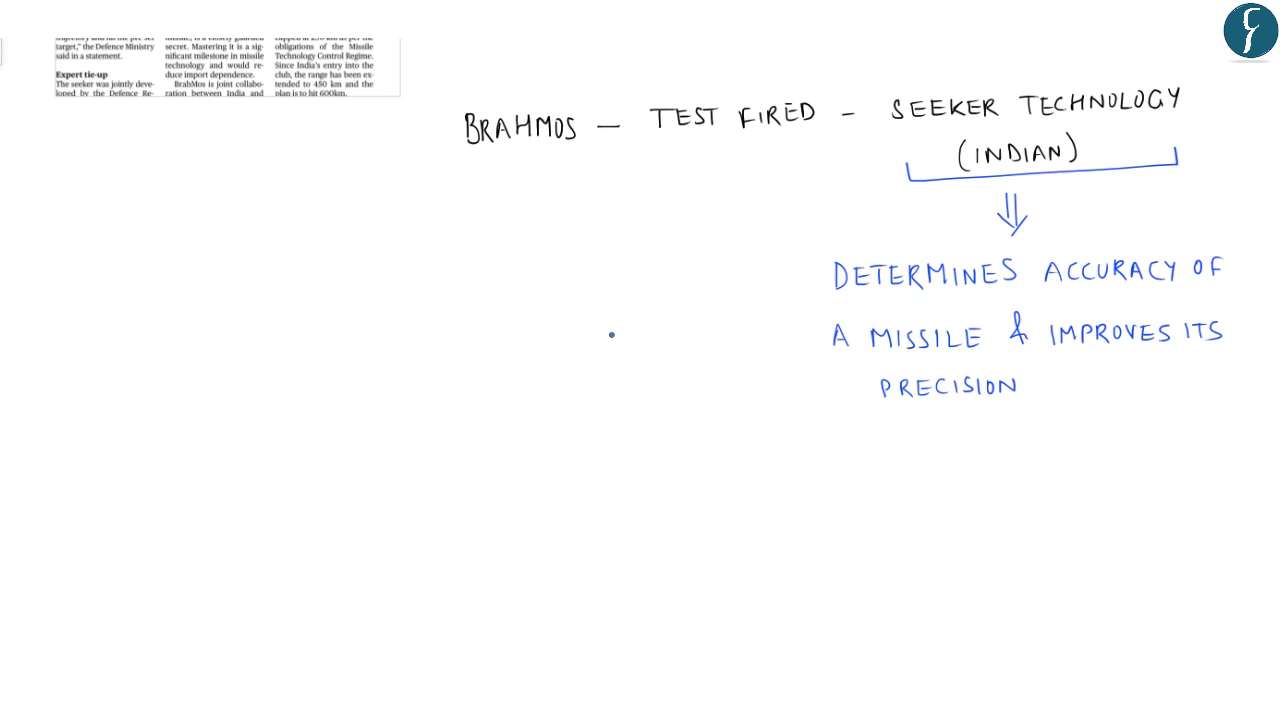 target," the Defence Ministry
said in a statement.
Expert tie-up
The seeker was jointly deve-
loped by the Defence Re-
secret. Mastering it is a sig-
nificant milestone in missile
technology and would re-
duce import dependence.
BrahMos is joint collabo-
ration between India and
obligations of the Missile
Technology Control Regime.
Since India's entry into the
club, the range has been ex-
tended to 450 km and the
plan is to hit 600km.
BRAHMOS — TEST FIRED - SEEKER TECHNOLOGY
(INDIAN)
DETERMINES ACCURACY OF
A MISSILE & IMPROVES ITS
PRECISION